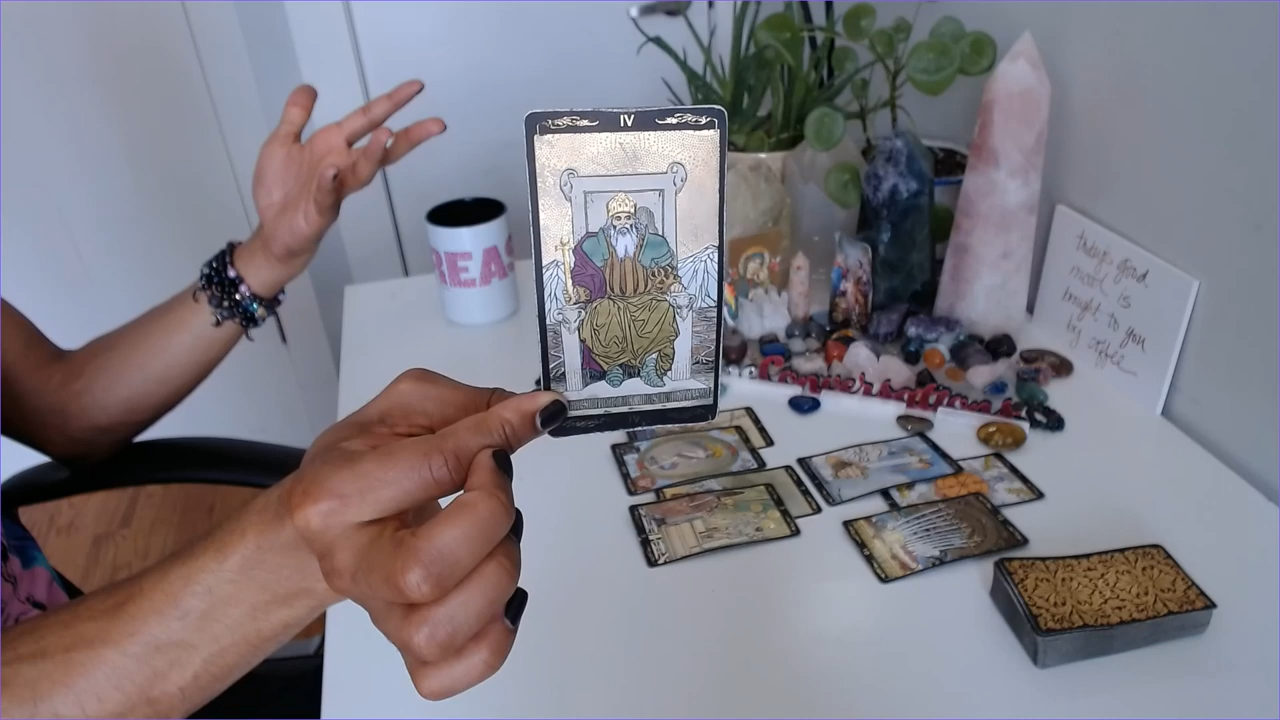 IV
REAS
Conversations
today's good
mood is
brought to you
by coffee